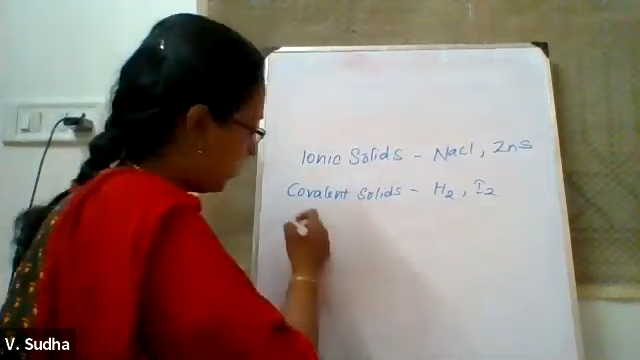 Ionic Solids - Nacl, ZnS
Covalent Solids - H2, I2
V. Sudha